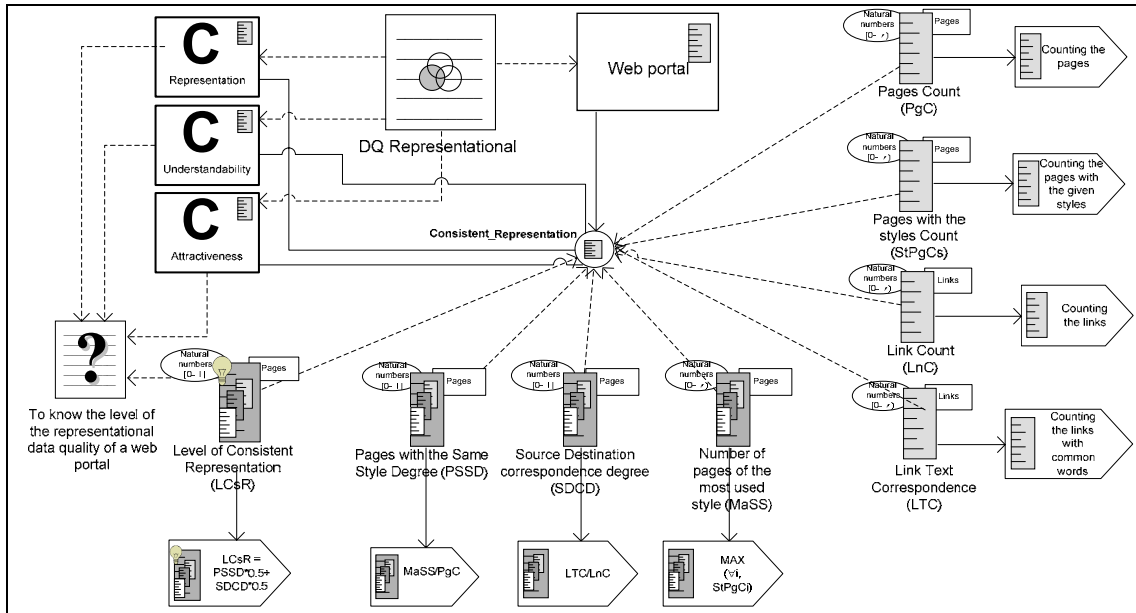 C
Representation
C
Understandability
C
Attractiveness
DQ Representational
Web portal
Consistent_Representation
Natural
numbers
Pages
Pages Count
(PgC)
Counting the
pages
Natural
numbers
Pages
Pages with the
styles Count
(StPgCs)
Counting the
pages with
the given
styles
Natural
numbers
Links
Link Count
(LnC)
Counting
the links
Natural
numbers
Links
Link Text
Correspondence
(LTC)
Counting
the links
with
common
words
?
To know the level of
the representational
data quality of a web
portal
Natural
numbers
Pages
Level of Consistent
Representation
(LCsR)
LCsR =
PSSD*0.5+
SDCD*0.5
Natural
numbers
Pages
Pages with the Same
Style Degree (PSSD)
MaSS/PgC
Natural
numbers
Pages
Source Destination
correspondence degree
(SDCD)
LTC/LnC
Natural
numbers
Pages
Number of
pages of the
most used
style (MaSS)
MAX
(∀i,
StPgCi)